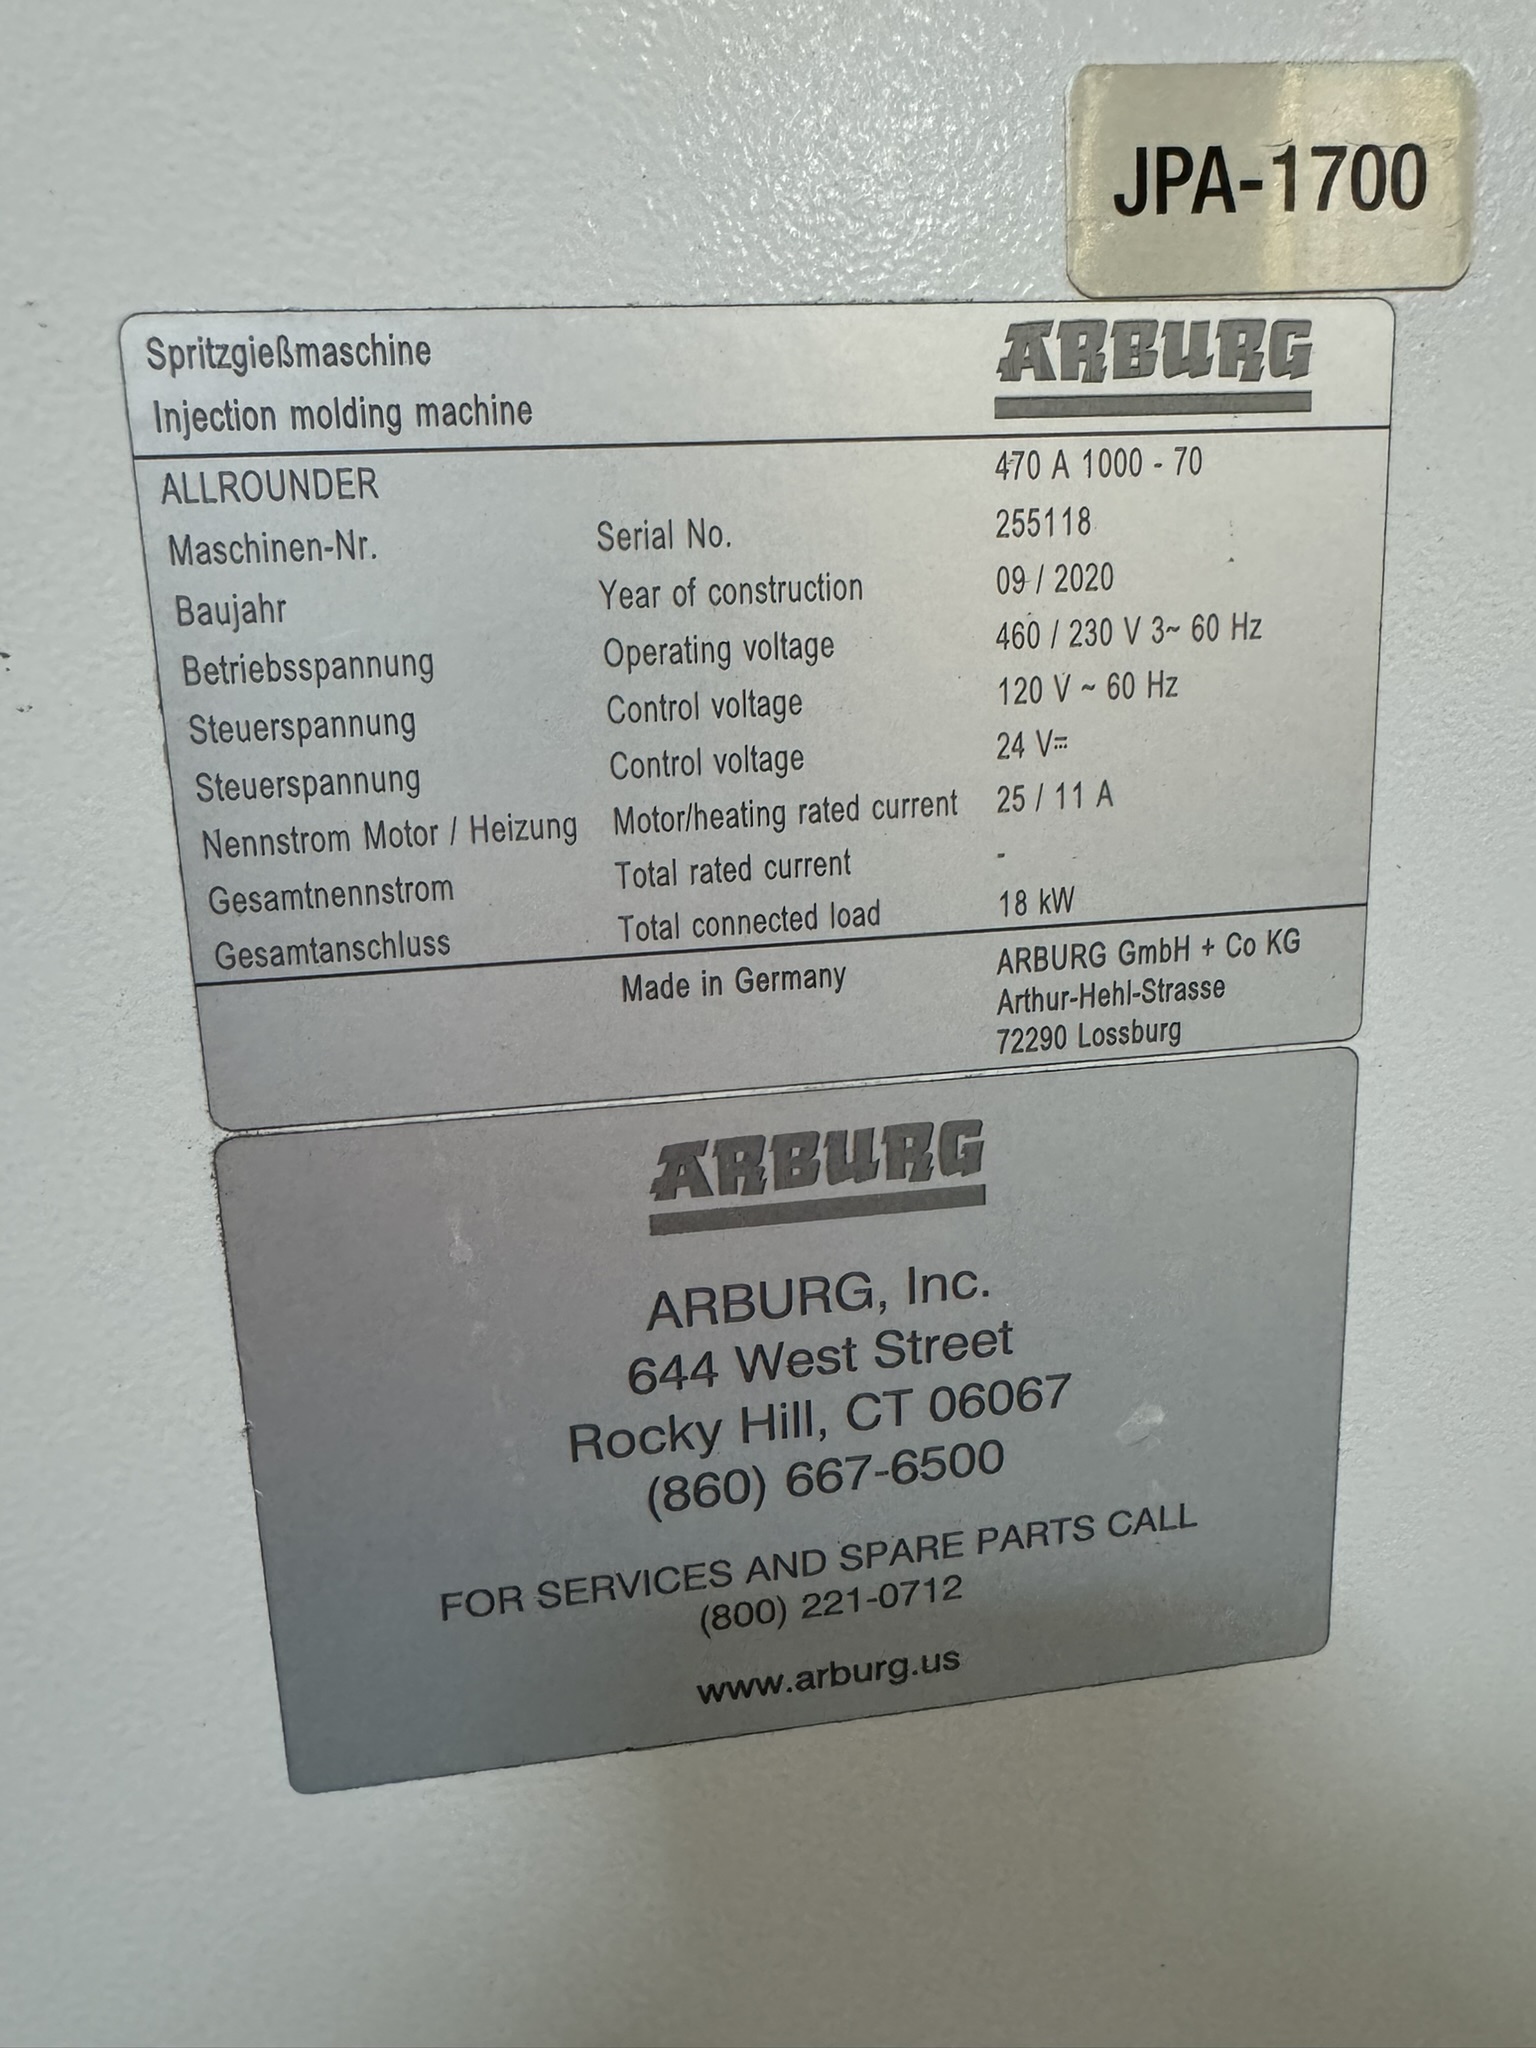 JPA-1700
Spritzgießmaschine
ARBURG
Injection molding machine
ALLROUNDER 470 A 1000 - 70
Maschinen-Nr. Serial No. 255118
Baujahr Year of construction 09 / 2020
Betriebsspannung Operating voltage 460 / 230 V 3~ 60 Hz
Steuerspannung Control voltage 120 V ~ 60 Hz
Steuerspannung Control voltage 24 V⎓
Nennstrom Motor / Heizung Motor/heating rated current 25 / 11 A
Gesamtnennstrom Total rated current -
Gesamtanschluss Total connected load 18 kW
Made in Germany ARBURG GmbH + Co KG
Arthur-Hehl-Strasse
72290 Lossburg
ARBURG
ARBURG, Inc.
644 West Street
Rocky Hill, CT 06067
(860) 667-6500
FOR SERVICES AND SPARE PARTS CALL
(800) 221-0712
www.arburg.us